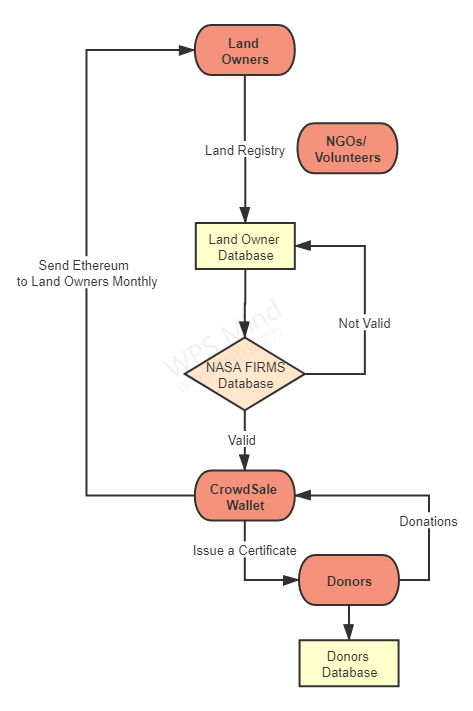 Land
Owners
Land Registry
NGOs/
Volunteers
Land Owner
Database
Send Ethereum
to Land Owners Monthly
Not Valid
WPS Mind
NASA FIRMS
Database
Valid
CrowdSale
Wallet
Donations
Issue a Certificate
Donors
Donors
Database